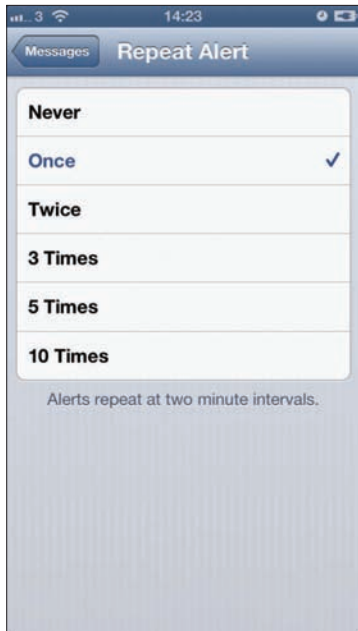 3 14:23
Messages Repeat Alert
Never
Once
Twice
3 Times
5 Times
10 Times
Alerts repeat at two minute intervals.